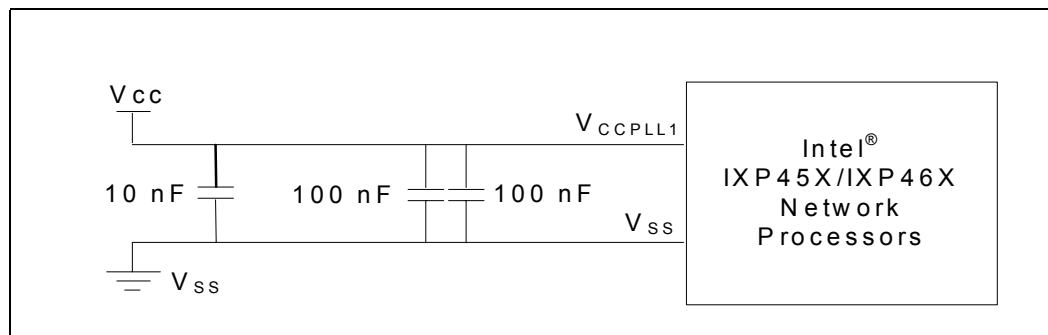 Vcc
VCCPLL1
10 nF
100 nF
100 nF
VSS
VSS
Intel®
IXP45X/IXP46X
Network
Processors